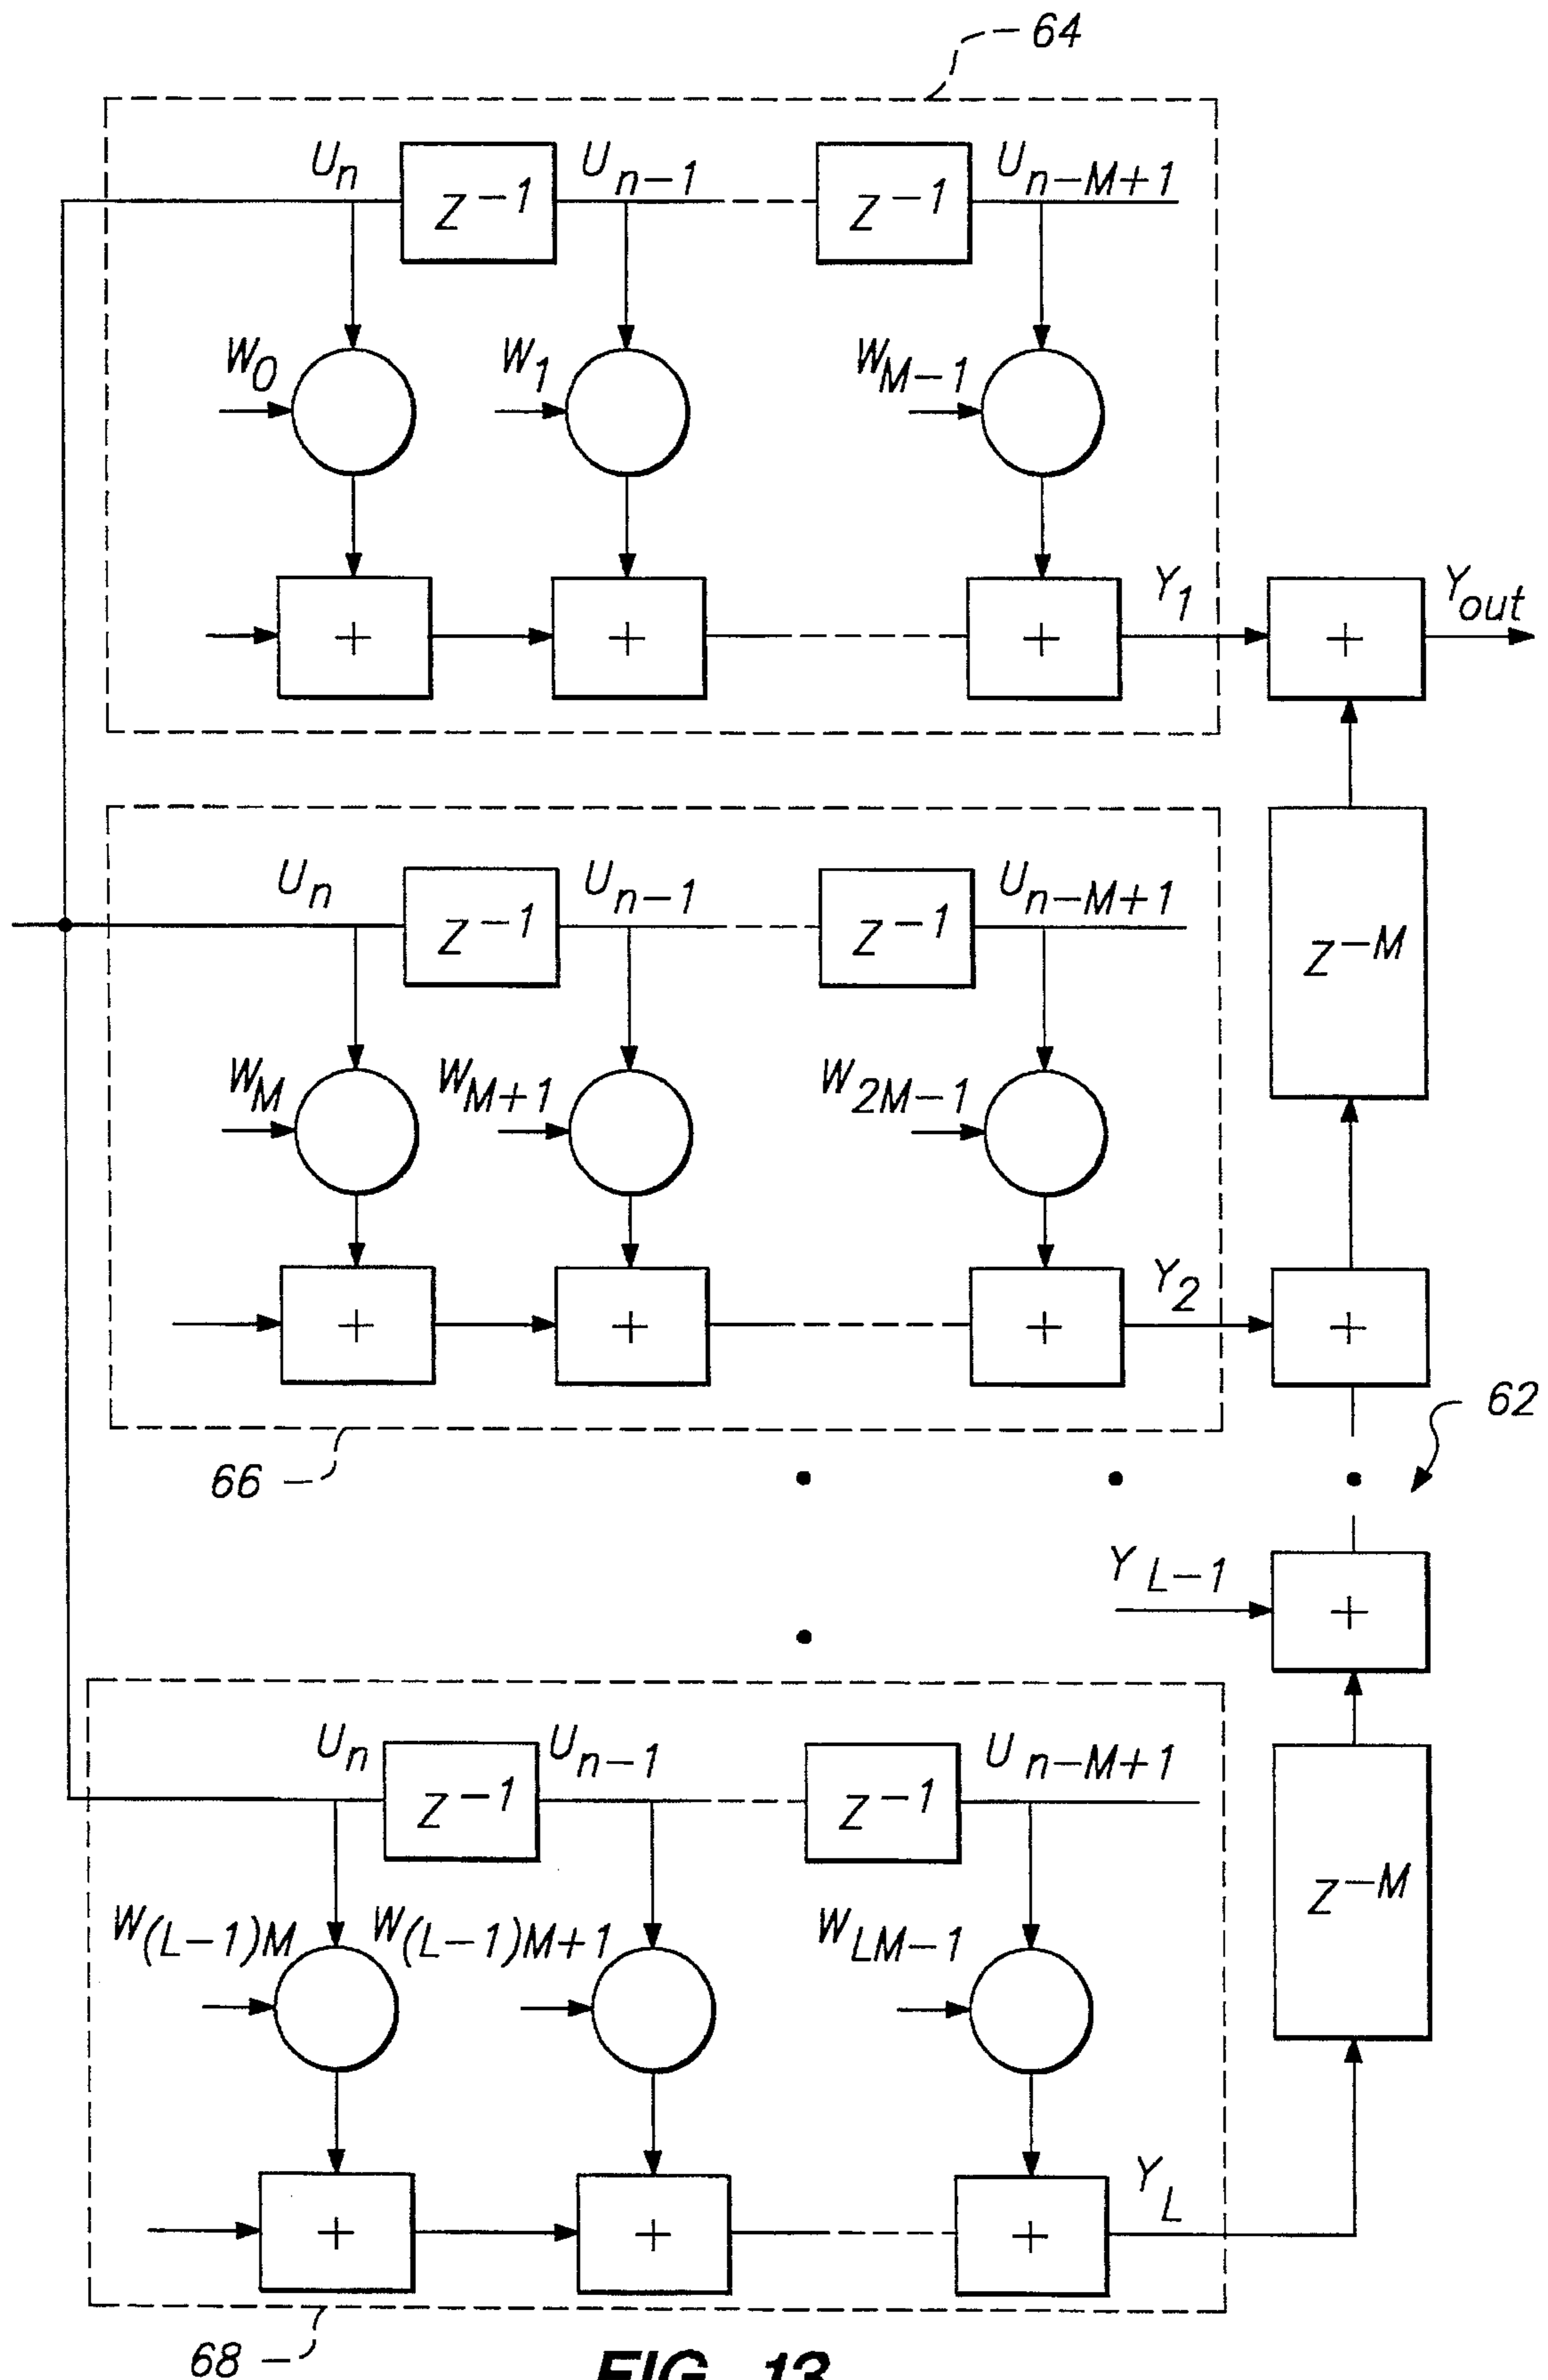 64
U_n Z^-1 U_n-1 Z^-1 U_n-M+1
W_0 W_1 W_M-1
+ + + Y_1 + Y_out
U_n Z^-1 U_n-1 Z^-1 U_n-M+1
Z^-M
W_M W_M+1 W_2M-1
+ + + Y_2 +
62
66
Y_L-1 +
U_n Z^-1 U_n-1 Z^-1 U_n-M+1
Z^-M
W_(L-1)M W_(L-1)M+1 W_LM-1
+ + + Y_L
68
FIG. 13